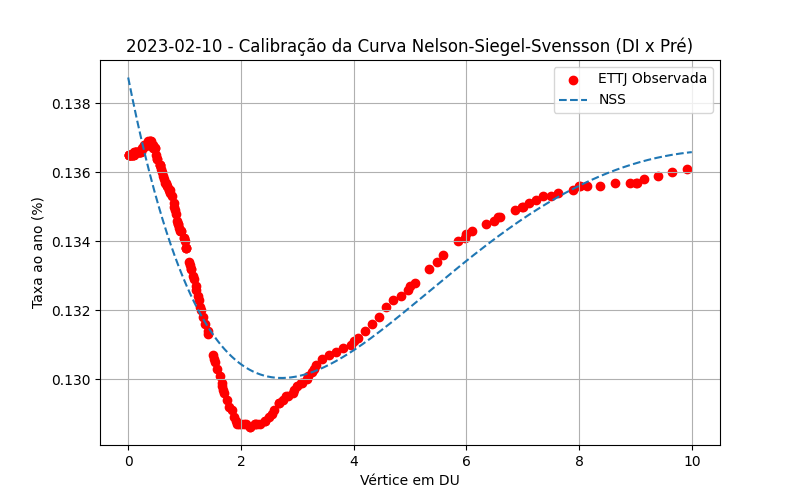 2023-02-10 - Calibração da Curva Nelson-Siegel-Svensson (DI x Pré)
ETTJ Observada
NSS
Taxa ao ano (%)
0.138
0.136
0.134
0.132
0.130
0 2 4 6 8 10
Vértice em DU